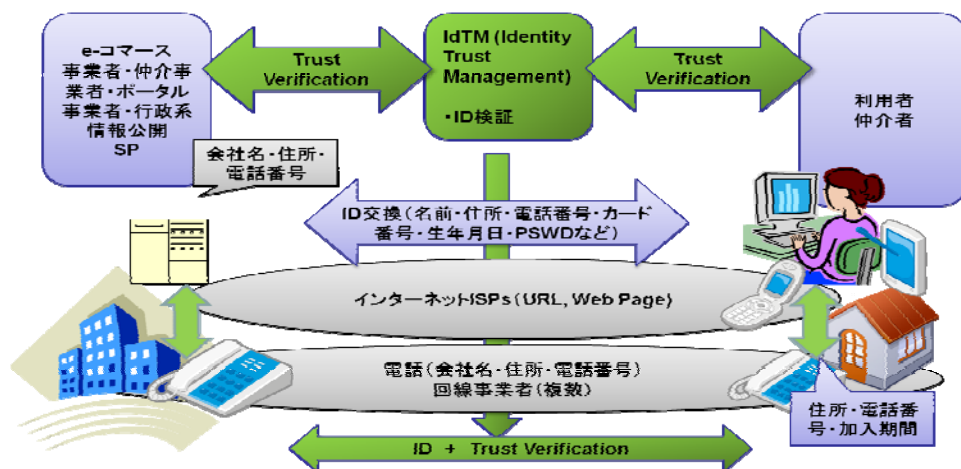 e-コマース
事業者・仲介事
業者・ポータル
事業者・行政系
情報公開
SP
Trust
Verification
IdTM (Identity
Trust
Management)
・ID検証
Trust
Verification
利用者
仲介者
会社名・住所・
電話番号
ID交換(名前・住所・電話番号・カード
番号・生年月日・PSWDなど)
インターネットISPs(URL, Web Page)
電話(会社名・住所・電話番号)
回線事業者(複数)
住所・電話番
号・加入期間
ID + Trust Verification